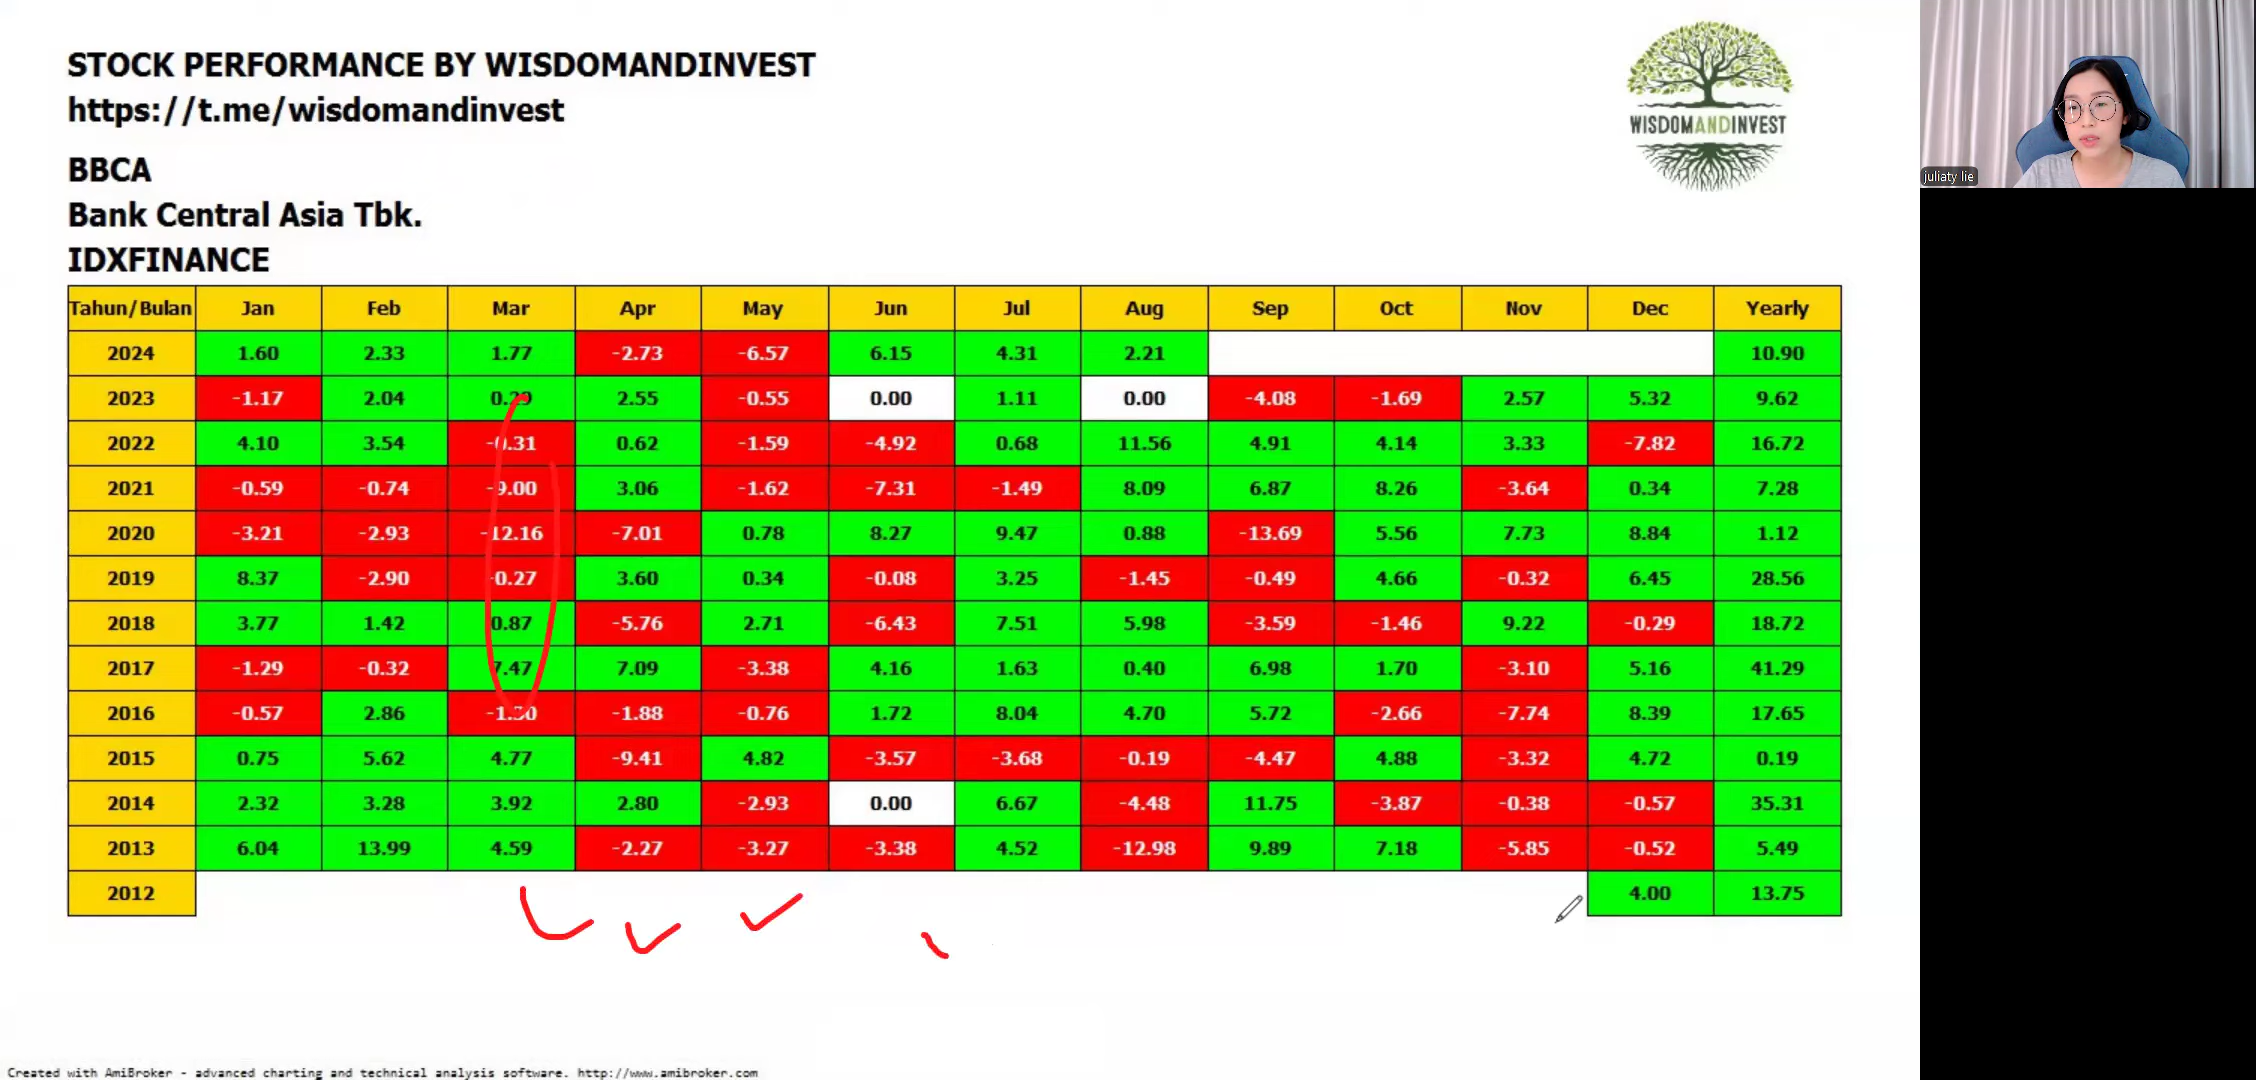 STOCK PERFORMANCE BY WISDOMANDINVEST
https://t.me/wisdomandinvest
WISDOMANDINVEST
juliaty lie
BBCA
Bank Central Asia Tbk.
IDXFINANCE
Tahun/Bulan Jan Feb Mar Apr May Jun Jul Aug Sep Oct Nov Dec Yearly
2024 1.60 2.33 1.77 -2.73 -6.57 6.15 4.31 2.21 10.90
2023 -1.17 2.04 0.29 2.55 -0.55 0.00 1.11 0.00 -4.08 -1.69 2.57 5.32 9.62
2022 4.10 3.54 -0.31 0.62 -1.59 -4.92 0.68 11.56 4.91 4.14 3.33 -7.82 16.72
2021 -0.59 -0.74 -9.00 3.06 -1.62 -7.31 -1.49 8.09 6.87 8.26 -3.64 0.34 7.28
2020 -3.21 -2.93 -12.16 -7.01 0.78 8.27 9.47 0.88 -13.69 5.56 7.73 8.84 1.12
2019 8.37 -2.90 -0.27 3.60 0.34 -0.08 3.25 -1.45 -0.49 4.66 -0.32 6.45 28.56
2018 3.77 1.42 0.87 -5.76 2.71 -6.43 7.51 5.98 -3.59 -1.46 9.22 -0.29 18.72
2017 -1.29 -0.32 7.47 7.09 -3.38 4.16 1.63 0.40 6.98 1.70 -3.10 5.16 41.29
2016 -0.57 2.86 -1.88 -0.76 1.72 8.04 4.70 5.72 -2.66 -7.74 8.39 17.65
2015 0.75 5.62 4.77 -9.41 4.82 -3.57 -3.68 -0.19 -4.47 4.88 -3.32 4.72 0.19
2014 2.32 3.28 3.92 2.80 -2.93 0.00 6.67 -4.48 11.75 -3.87 -0.38 -0.57 35.31
2013 6.04 13.99 4.59 -2.27 -3.27 -3.38 4.52 -12.98 9.89 7.18 -5.85 -0.52 5.49
2012 4.00 13.75
Created with AmiBroker - advanced charting and technical analysis software. http://www.amibroker.com